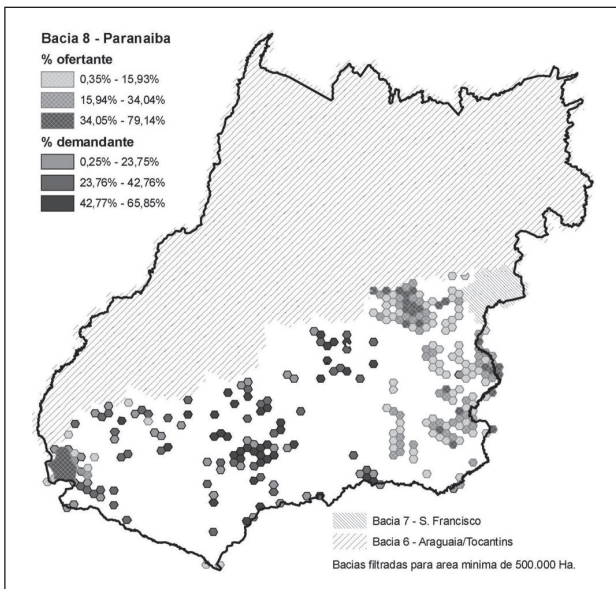 Bacia 8 - Paranaiba
% ofertante
0,35% - 15,93%
15,94% - 34,04%
34,05% - 79,14%
% demandante
0,25% - 23,75%
23,76% - 42,76%
42,77% - 65,85%
Bacia 7 - S. Francisco
Bacia 6 - Araguaia/Tocantins
Bacias filtradas para area minima de 500.000 Ha.